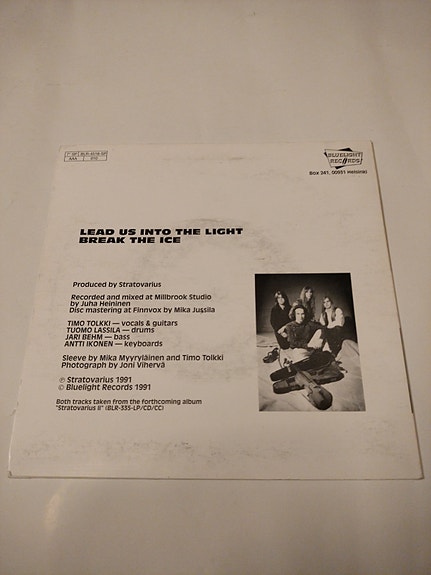 BLUELIGHT
RECORDS
Box 241, 00931 Helsinki
LEAD US INTO THE LIGHT
BREAK THE ICE
Produced by Stratovarius
Recorded and mixed at Millbrook Studio
by Juha Heininen
Disc mastering at Finnvox by Mika Jussila
TIMO TOLKKI — vocals & guitars
TUOMO LASSILA — drums
JARI BEHM — bass
ANTTI IKONEN — keyboards
Sleeve by Mika Myyryläinen and Timo Tolkki
Photograph by Joni Vihervä
℗ Stratovarius 1991
© Bluelight Records 1991
Both tracks taken from the forthcoming album
"Stratovarius II" (BLR-335-LP/CD/CC)